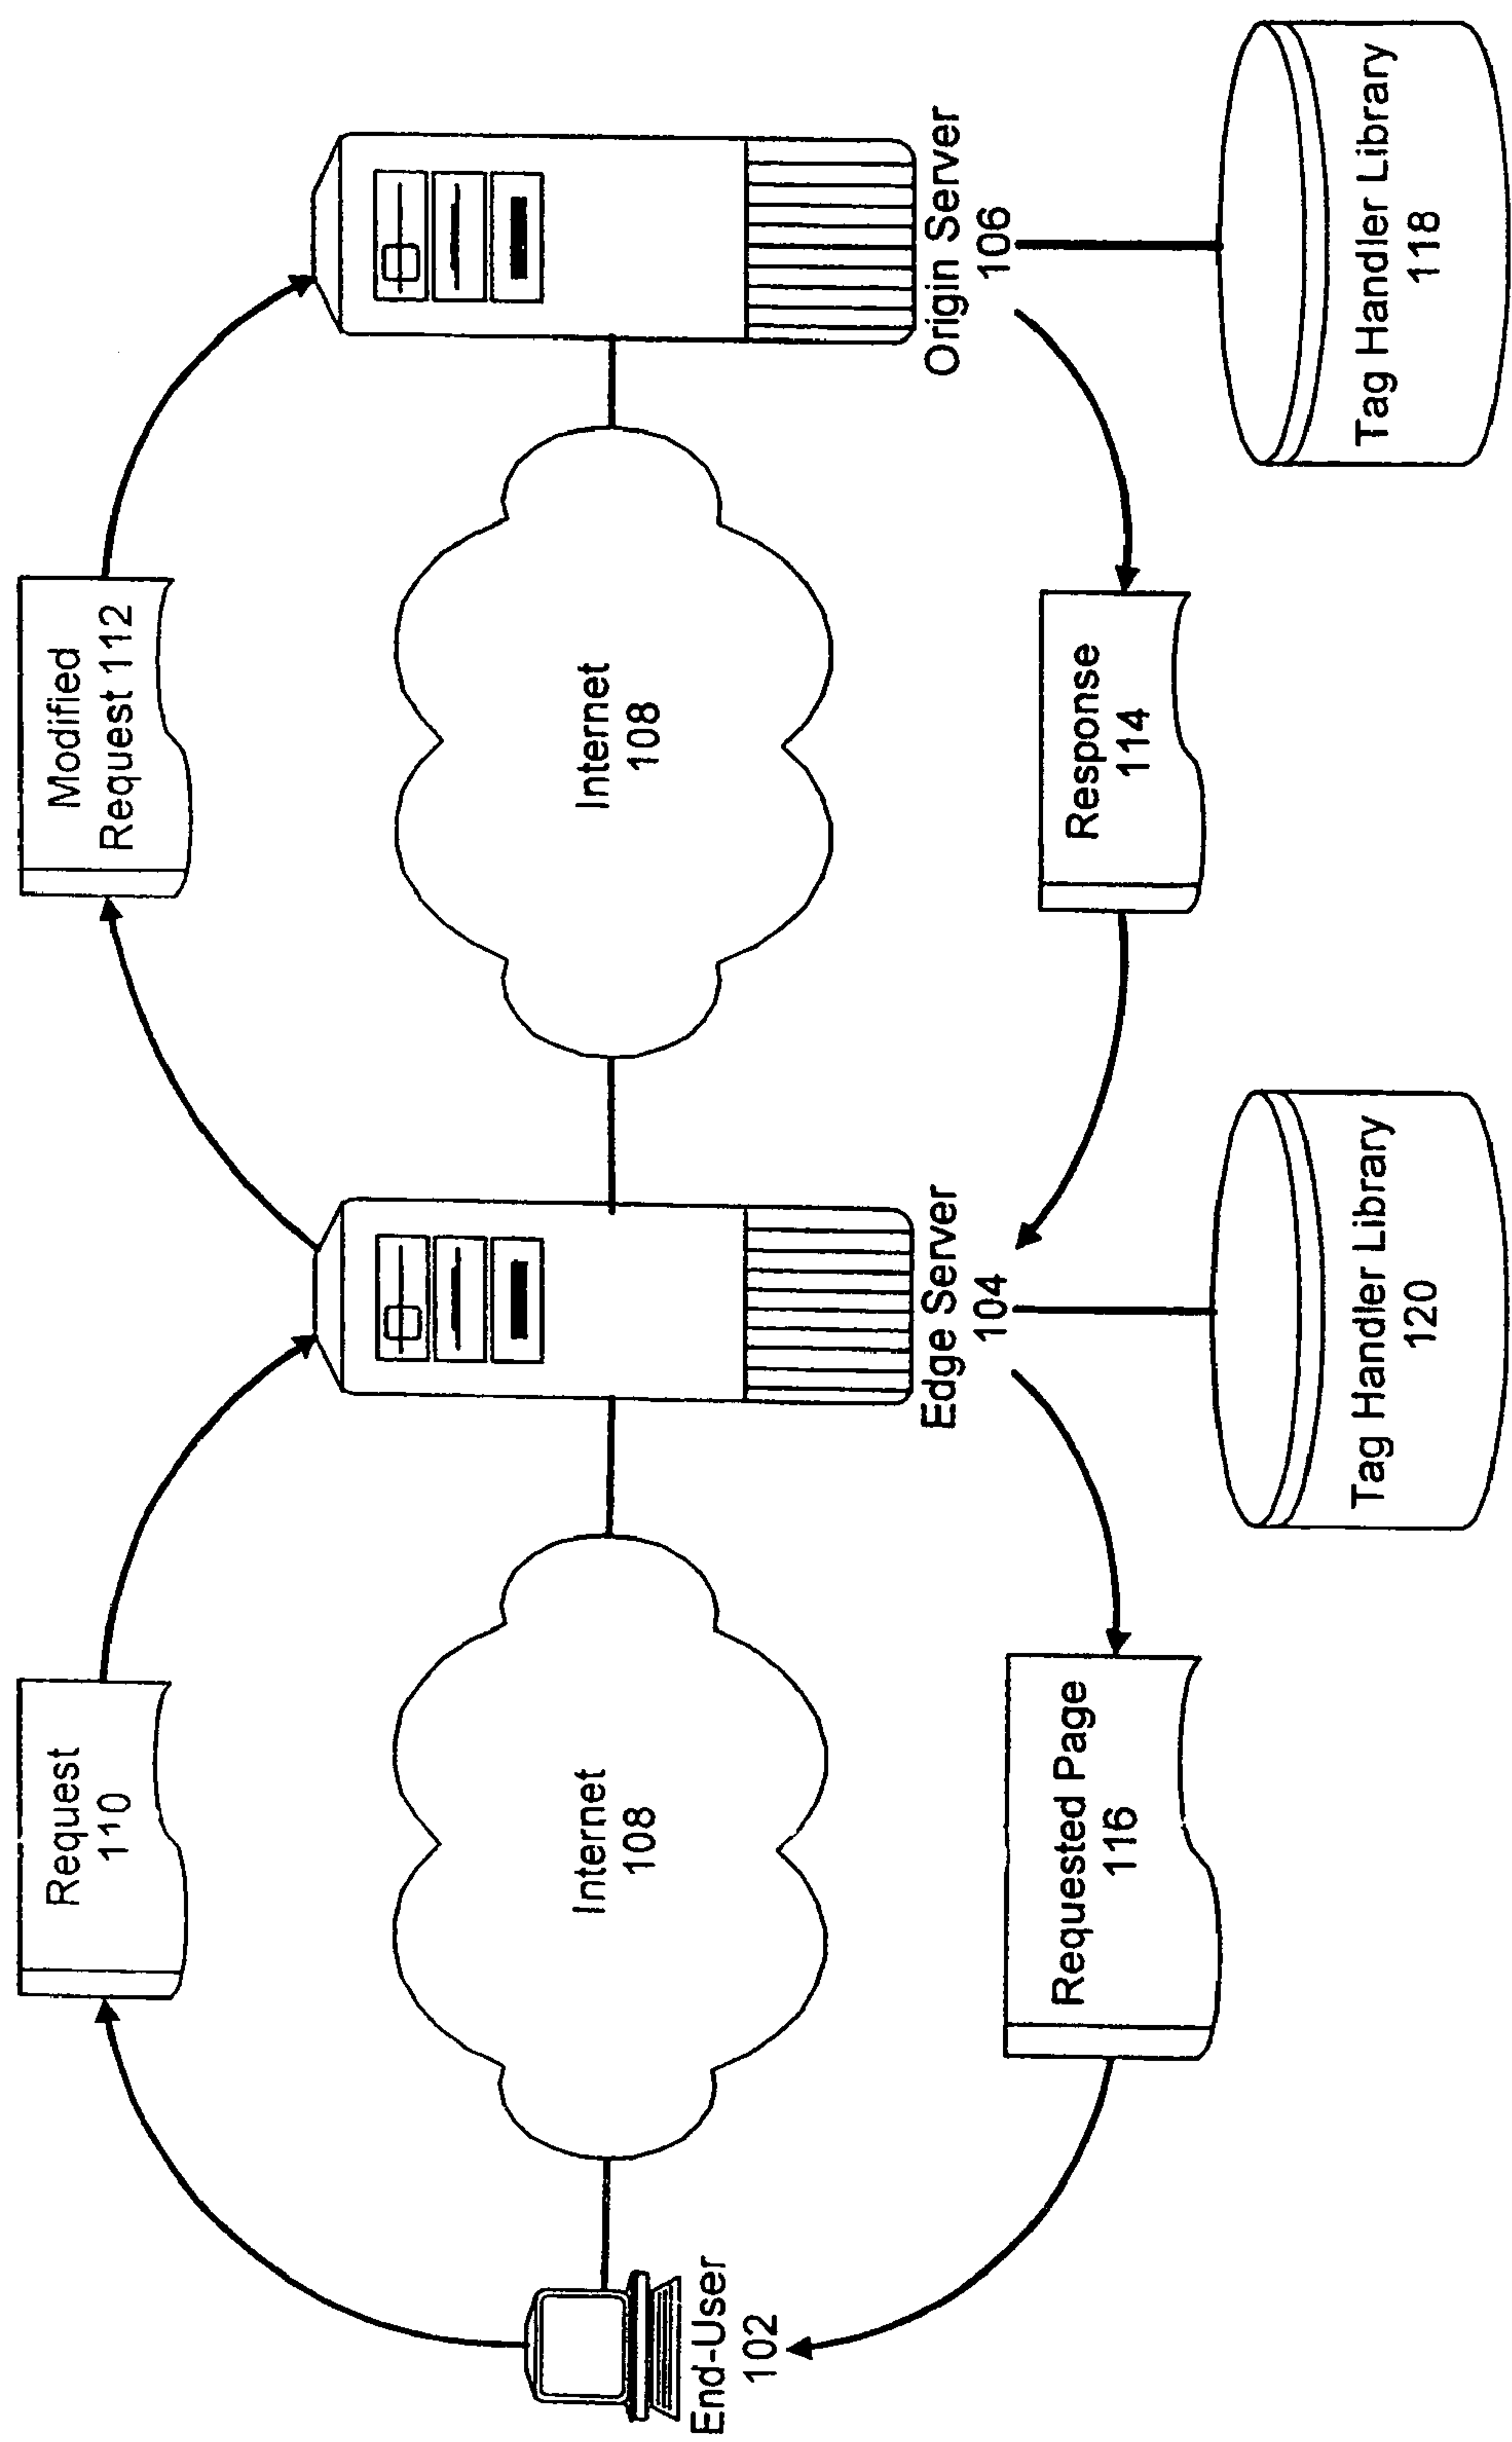 Request
110
Modified
Request 112
Internet
108
Internet
108
End-User
102
Edge Server
104
Origin Server
106
Requested Page
116
Response
114
Tag Handler Library
120
Tag Handler Library
118